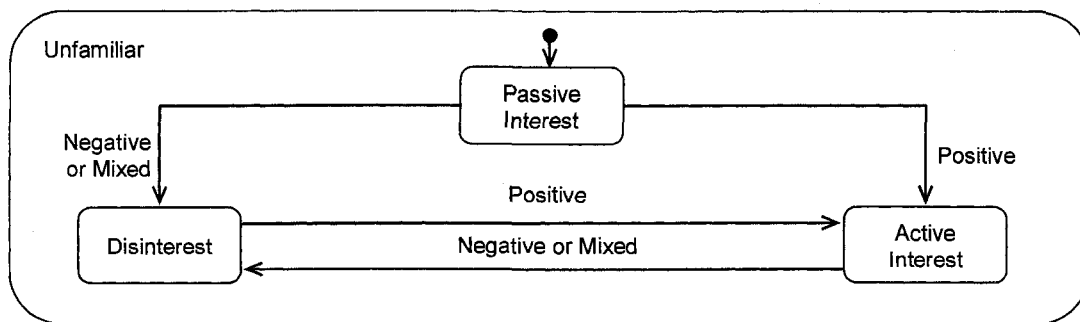 Unfamiliar
Passive
Interest
Negative
or Mixed
Positive
Positive
Disinterest
Negative or Mixed
Active
Interest